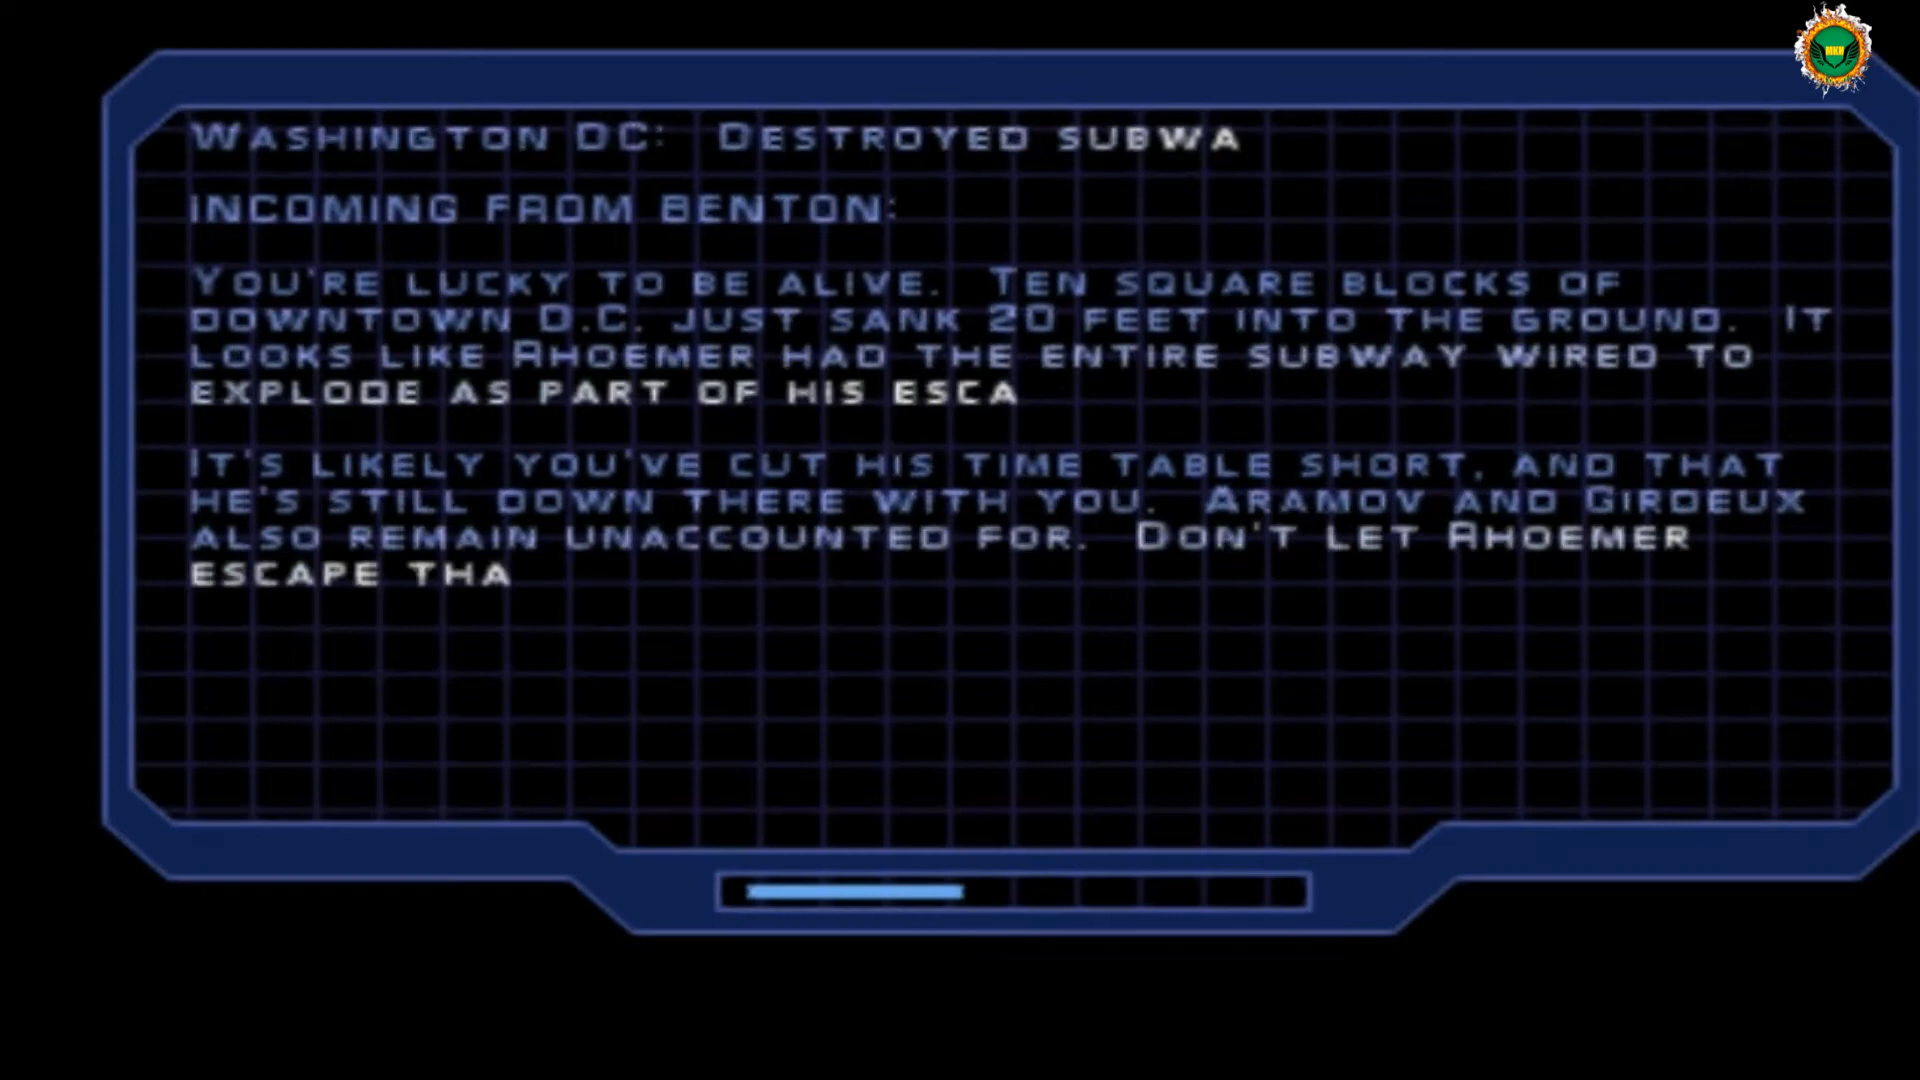 Washington DC: Destroyed subwa
INCOMING FROM BENTON:
You're lucky to be alive. Ten square blocks of
downtown D.C. just sank 20 feet into the ground. It
looks like Rhoemer had the entire subway wired to
explode as part of his esca
It's likely you've cut his time table short, and that
he's still down there with you. Aramov and Girdeux
also remain unaccounted for. Don't let Rhoemer
escape tha
MKH